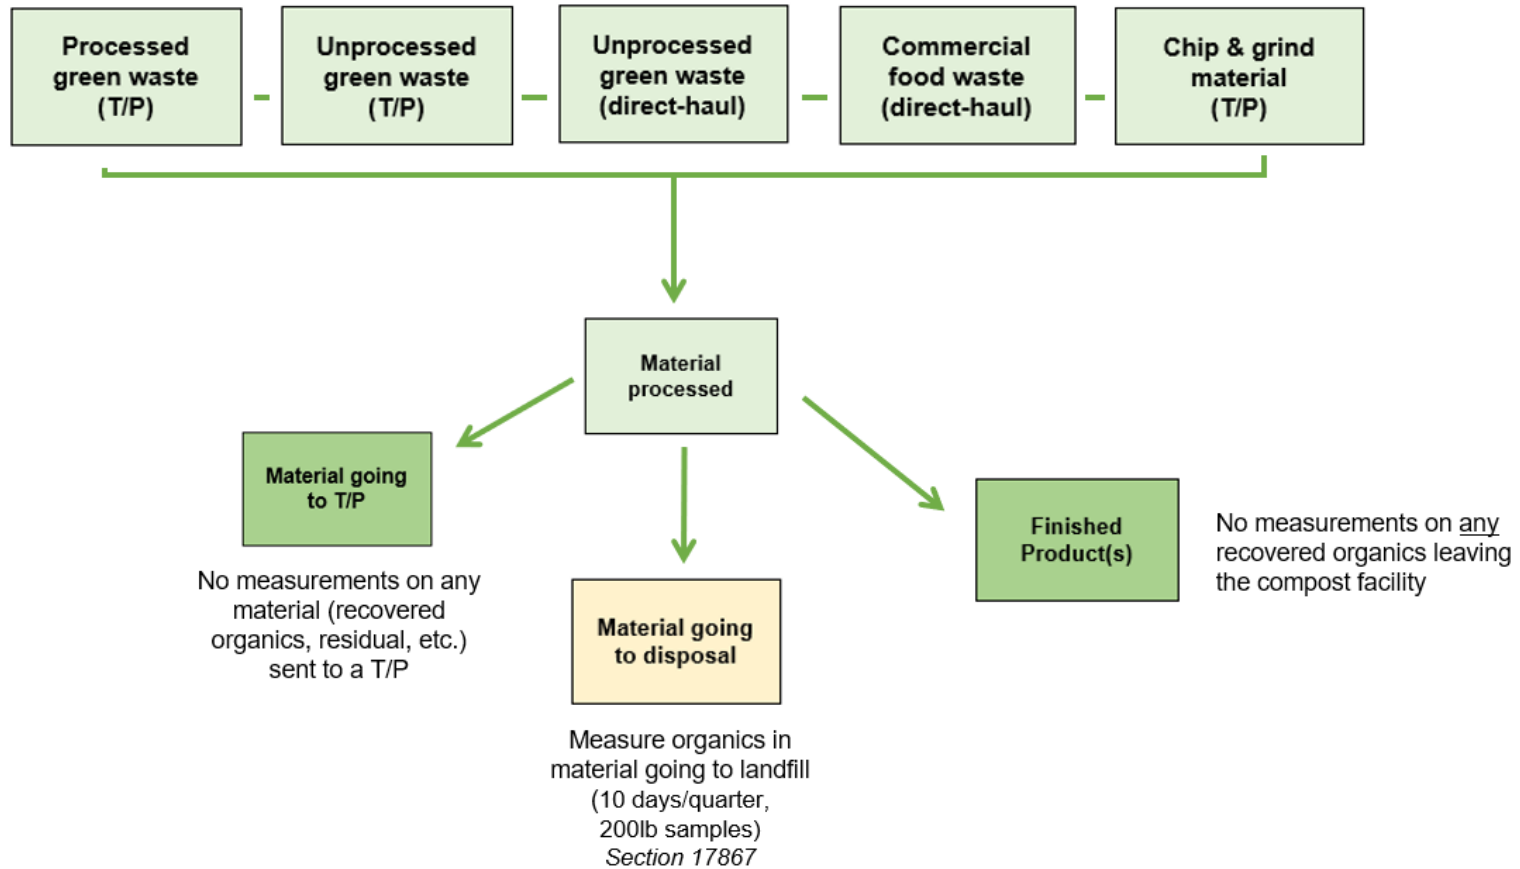 Processed
green waste
(T/P)
Unprocessed
green waste
(T/P)
Unprocessed
green waste
(direct-haul)
Commercial
food waste
(direct-haul)
Chip & grind
material
(T/P)
Material
processed
Material going
to T/P
No measurements on any
material (recovered
organics, residual, etc.)
sent to a T/P
Material going
to disposal
Measure organics in
material going to landfill
(10 days/quarter,
200lb samples)
Section 17867
Finished
Product(s)
No measurements on any
recovered organics leaving
the compost facility